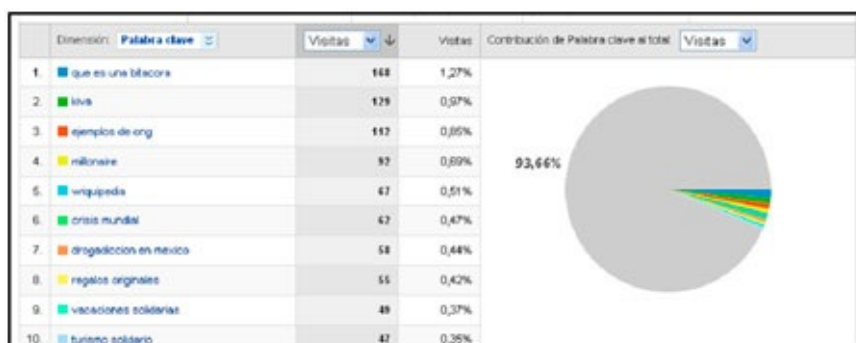 Dimensión: Palabra clave Visitas Visitas Contribución de Palabra clave al total: Visitas
1. que es una bitacora 168 1,27%
2. kiva 129 0,97%
3. ejemplos de ong 112 0,85%
4. millonaire 92 0,69%
5. wriquipedia 67 0,51%
6. crisis mundial 62 0,47%
7. drogadiccion en mexico 58 0,44%
8. regalos originales 55 0,42%
9. vacaciones solidarias 49 0,37%
10. turismo solidario 47 0,35%
93,66%